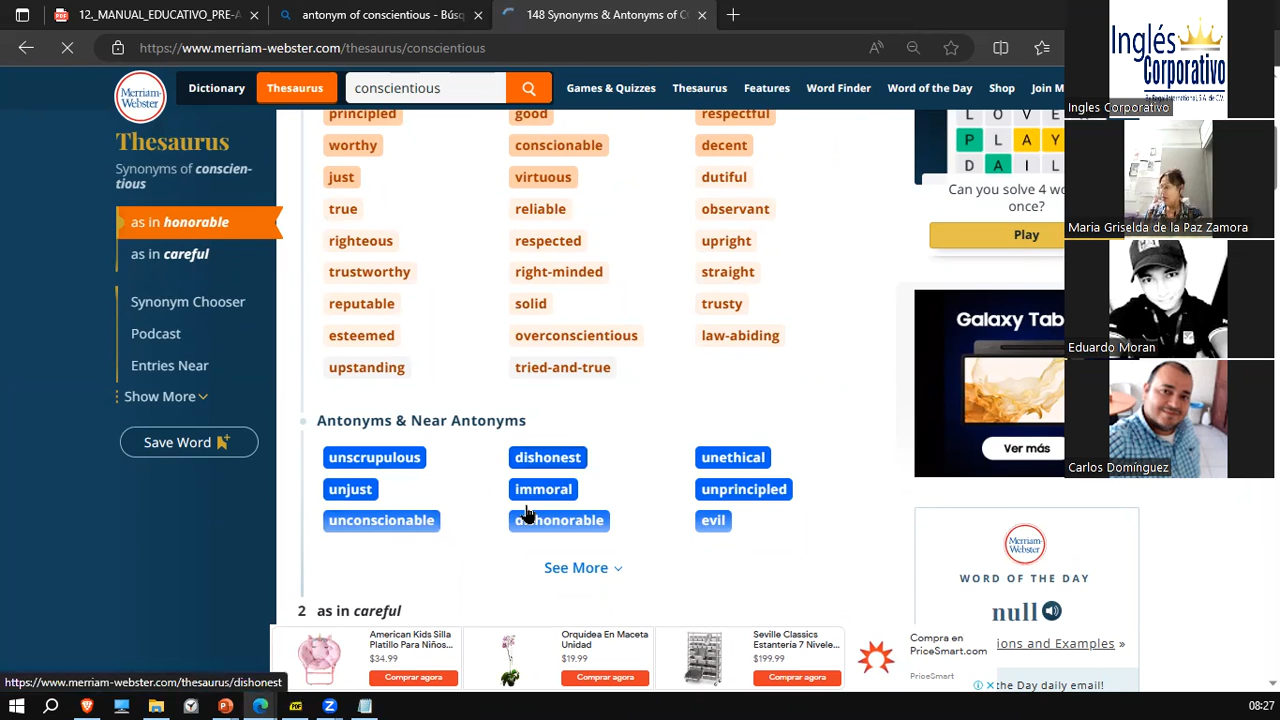 12._MANUAL_EDUCATIVO_PRE-A
antonym of conscientious - Búsq
148 Synonyms & Antonyms of C
https://www.merriam-webster.com/thesaurus/conscientious
Merriam-Webster
Dictionary
Thesaurus
conscientious
Games & Quizzes
Thesaurus
Features
Word Finder
Word of the Day
Shop
Join M
Thesaurus
Synonyms of conscien-
tious
as in honorable
as in careful
Synonym Chooser
Podcast
Entries Near
Show More
Save Word
principled
good
respectful
worthy
conscionable
decent
just
virtuous
dutiful
true
reliable
observant
righteous
respected
upright
trustworthy
right-minded
straight
reputable
solid
trusty
esteemed
overconscientious
law-abiding
upstanding
tried-and-true
Antonyms & Near Antonyms
unscrupulous
dishonest
unethical
unjust
immoral
unprincipled
unconscionable
honorable
evil
See More
2 as in careful
L O V E
P L A Y
D A I L
Can you solve 4 wo
once?
Play
Galaxy Tab
Ver más
Merriam-Webster
WORD OF THE DAY
null
ions and Examples »
the Day daily email!
American Kids Silla
Platillo Para Niños...
$34.99
Comprar agora
Orquídea En Maceta
Unidad
$19.99
Comprar agora
Seville Classics
Estantería 7 Nivele...
$199.99
Comprar agora
Compra en
PriceSmart.com
PriceSmart
https://www.merriam-webster.com/thesaurus/dishonest
08:27
Inglés
Corporativo
Ingles Corporativo
Maria Griselda de la Paz Zamora
Eduardo Moran
Carlos Domínguez